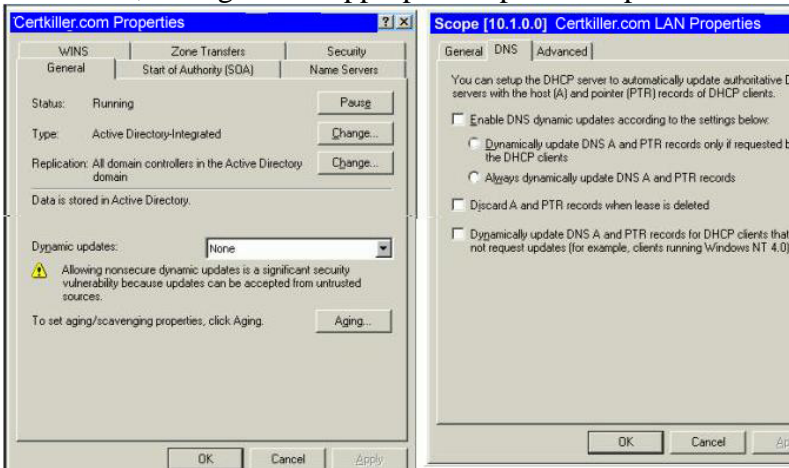 Certkiller.com Properties
WINS Zone Transfers Security
General Start of Authority (SOA) Name Servers
Status: Running Pause
Type: Active Directory-Integrated Change...
Replication: All domain controllers in the Active Directory domain Change...
Data is stored in Active Directory.
Dynamic updates: None
Allowing nonsecure dynamic updates is a significant security
vulnerability because updates can be accepted from untrusted
sources.
To set aging/scavenging properties, click Aging. Aging...
OK Cancel Apply
Scope [10.1.0.0] Certkiller.com LAN Properties
General DNS Advanced
You can setup the DHCP server to automatically update authoritative D
servers with the host (A) and pointer (PTR) records of DHCP clients.
Enable DNS dynamic updates according to the settings below:
Dynamically update DNS A and PTR records only if requested b
the DHCP clients
Always dynamically update DNS A and PTR records
Discard A and PTR records when lease is deleted
Dynamically update DNS A and PTR records for DHCP clients that
not request updates (for example, clients running Windows NT 4.0)
OK Cancel Ap